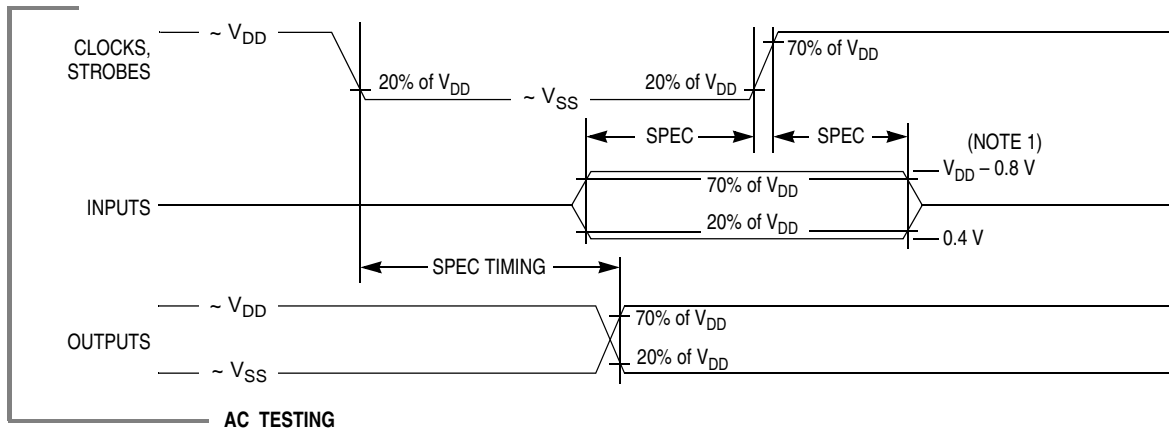 CLOCKS,
STROBES
~ VDD
20% of VDD
~ VSS
20% of VDD
70% of VDD
SPEC
SPEC
(NOTE 1)
VDD – 0.8 V
70% of VDD
INPUTS
20% of VDD
0.4 V
SPEC TIMING
~ VDD
70% of VDD
OUTPUTS
20% of VDD
~ VSS
AC TESTING